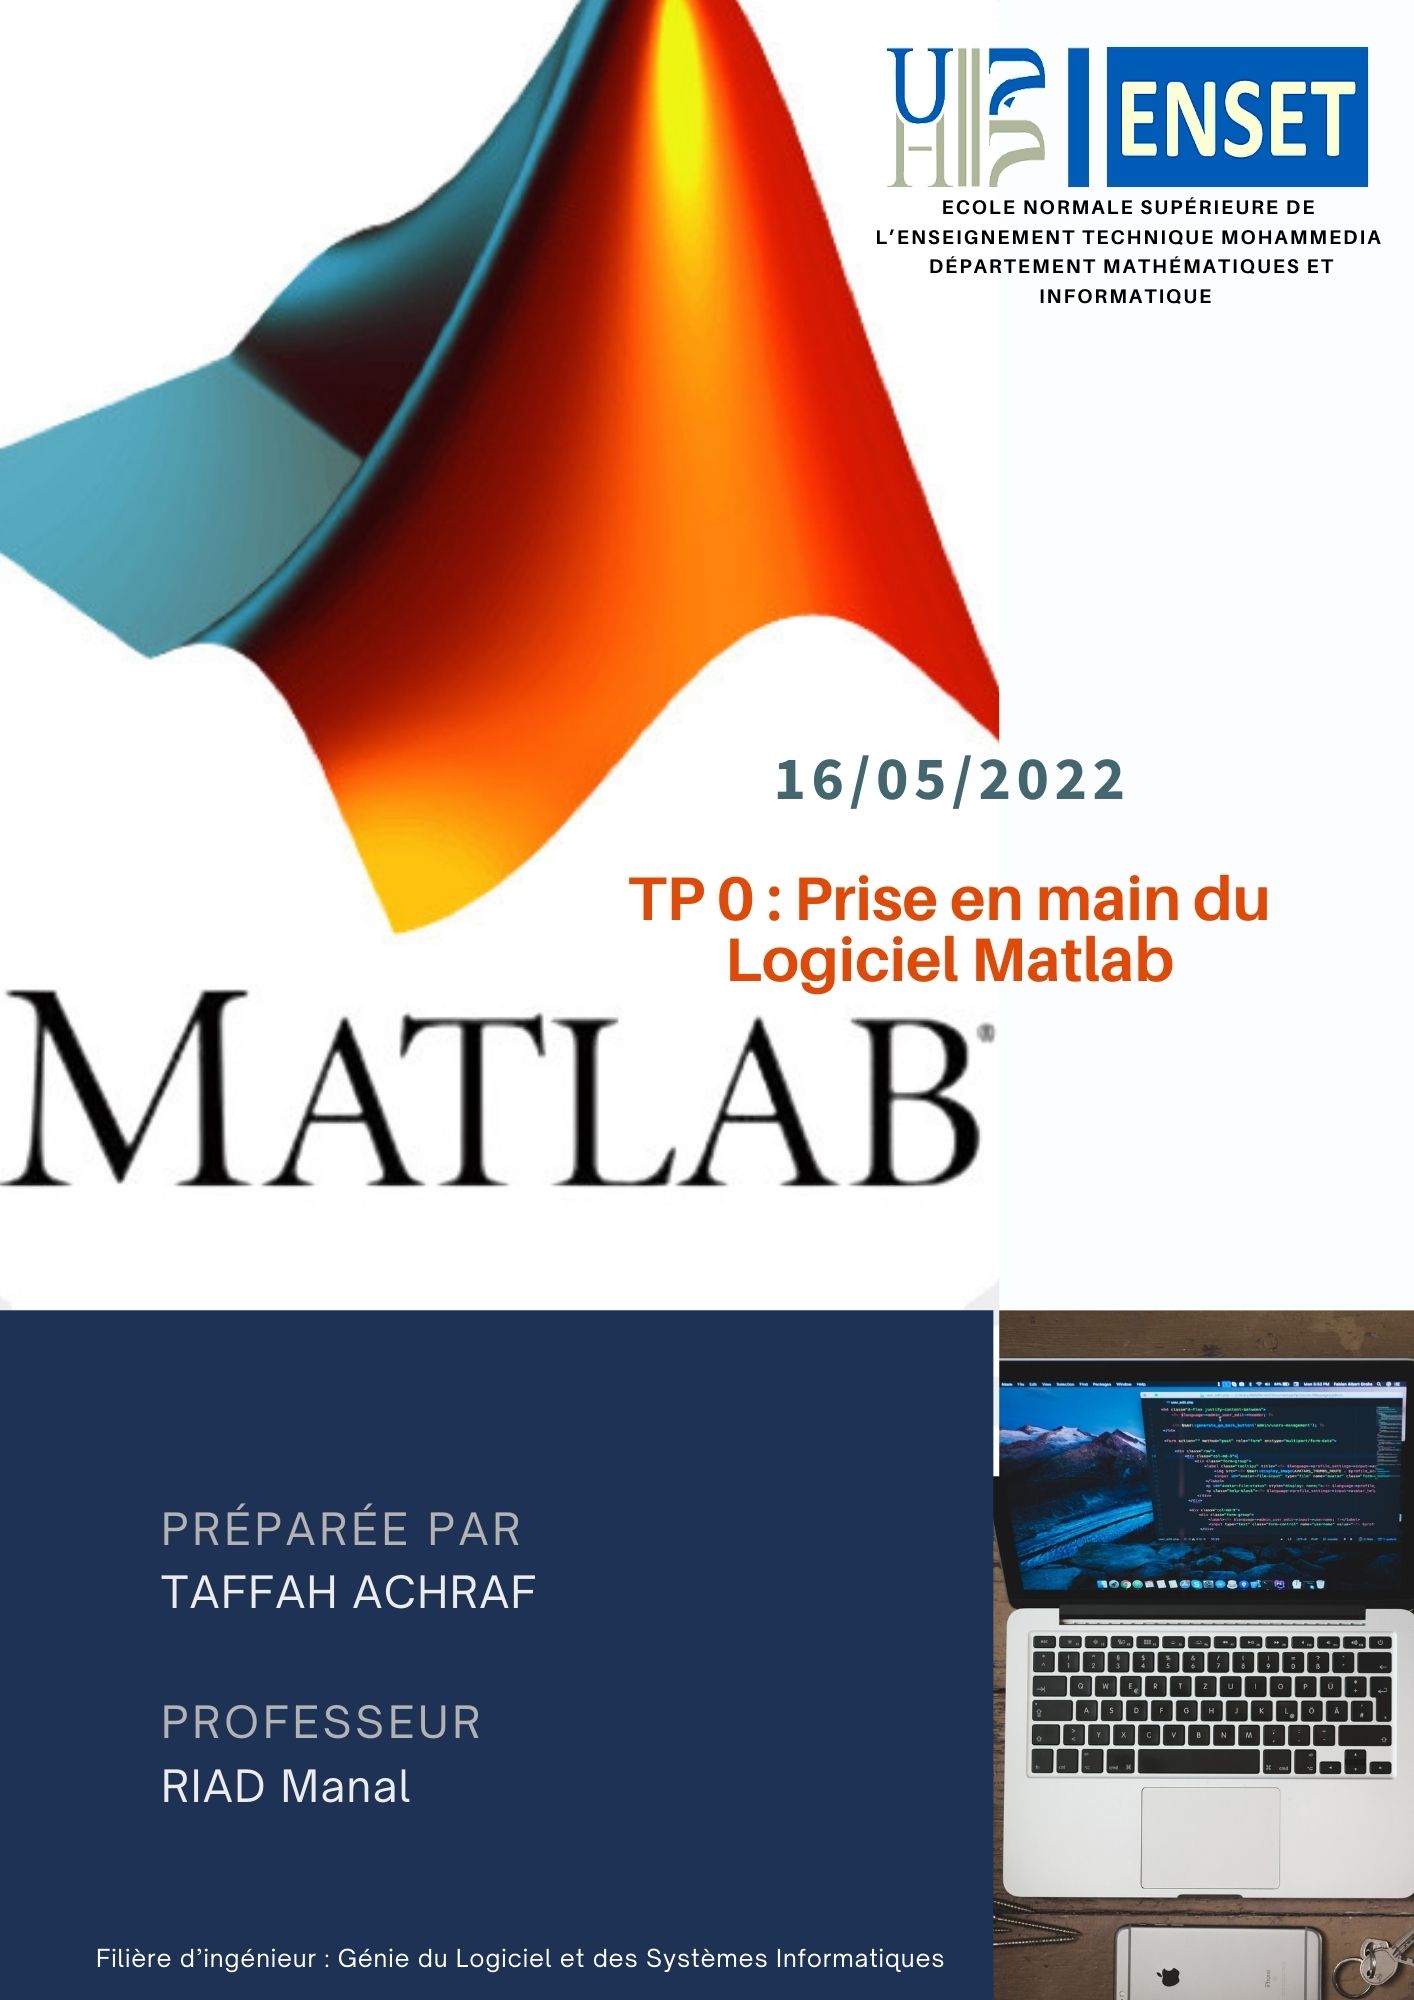 UH2
ENSET
ECOLE NORMALE SUPÉRIEURE DE
L'ENSEIGNEMENT TECHNIQUE MOHAMMEDIA
DÉPARTEMENT MATHÉMATIQUES ET
INFORMATIQUE
16/05/2022
TP 0 : Prise en main du
Logiciel Matlab
MATLAB®
PRÉPARÉE PAR
TAFFAH ACHRAF
PROFESSEUR
RIAD Manal
Filière d'ingénieur : Génie du Logiciel et des Systèmes Informatiques